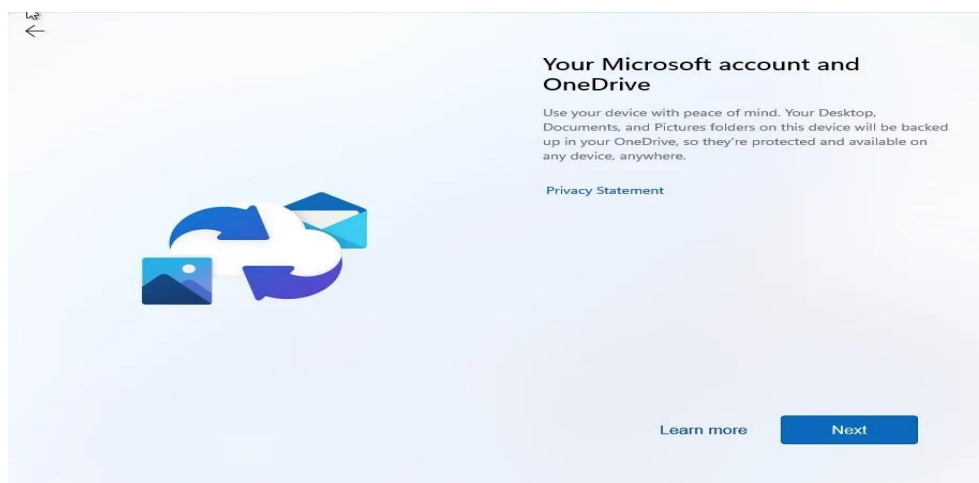 Your Microsoft account and
OneDrive
Use your device with peace of mind. Your Desktop,
Documents, and Pictures folders on this device will be backed
up in your OneDrive, so they're protected and available on
any device, anywhere.
Privacy Statement
Learn more
Next